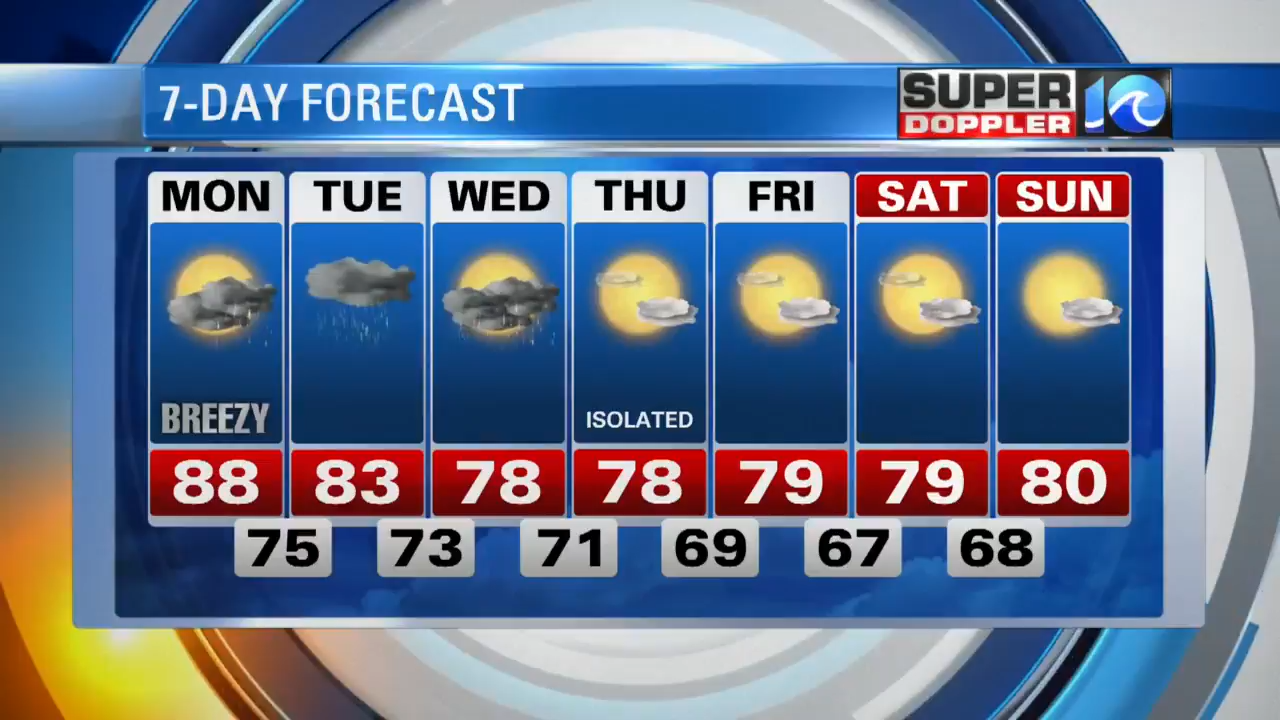 7-DAY FORECAST
SUPER
DOPPLER 10
MON TUE WED THU FRI SAT SUN
BREEZY ISOLATED
88 83 78 78 79 79 80
75 73 71 69 67 68